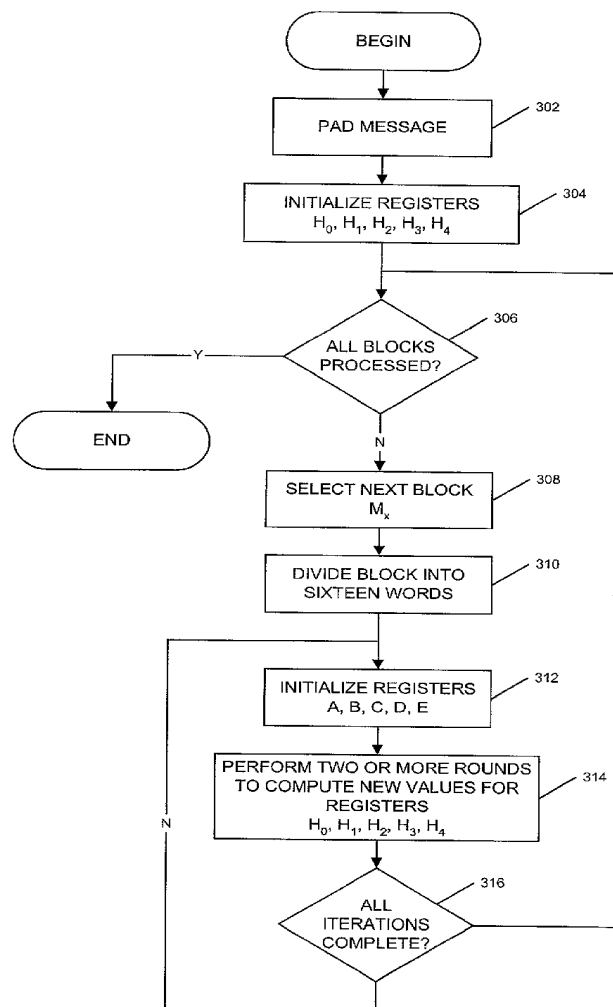 BEGIN
302
PAD MESSAGE
304
INITIALIZE REGISTERS
H0, H1, H2, H3, H4
306
ALL BLOCKS
PROCESSED?
Y
END
N
308
SELECT NEXT BLOCK
Mx
310
DIVIDE BLOCK INTO
SIXTEEN WORDS
312
INITIALIZE REGISTERS
A, B, C, D, E
314
PERFORM TWO OR MORE ROUNDS
TO COMPUTE NEW VALUES FOR
REGISTERS
H0, H1, H2, H3, H4
N
316
ALL
ITERATIONS
COMPLETE?